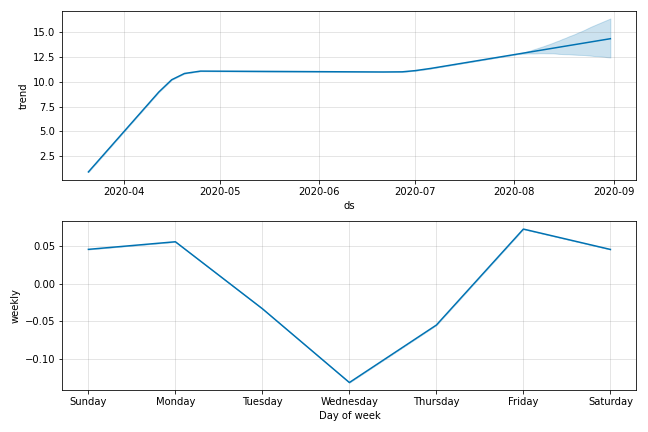 15.0
12.5
10.0
7.5
5.0
2.5
trend
2020-04 2020-05 2020-06 2020-07 2020-08 2020-09
ds
0.05
0.00
−0.05
−0.10
weekly
Sunday Monday Tuesday Wednesday Thursday Friday Saturday
Day of week